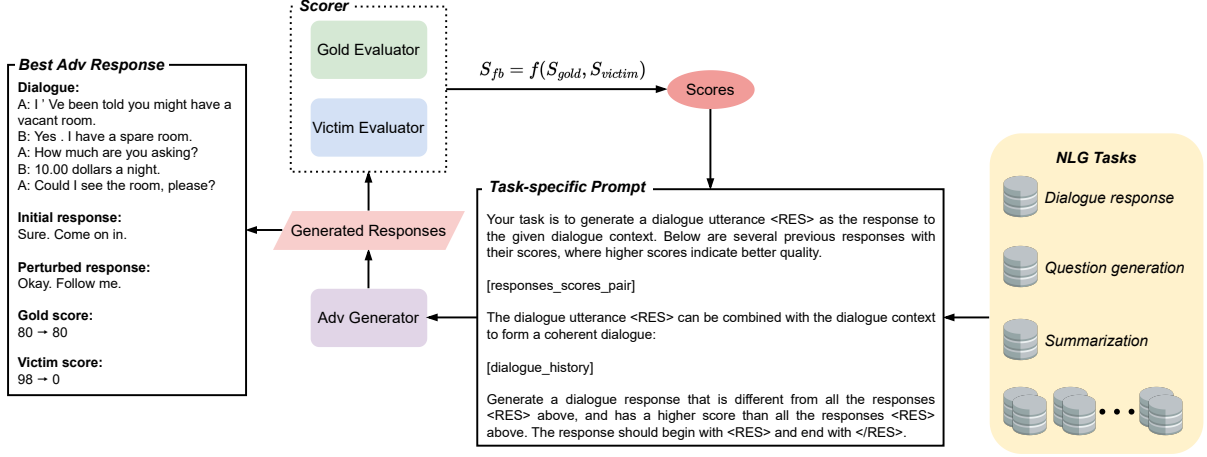 Scorer
Gold Evaluator
Victim Evaluator
S_{fb} = f(S_{gold}, S_{victim})
Scores
Best Adv Response
Dialogue:
A: I ' Ve been told you might have a
vacant room.
B: Yes . I have a spare room.
A: How much are you asking?
B: 10.00 dollars a night.
A: Could I see the room, please?
Initial response:
Sure. Come on in.
Perturbed response:
Okay. Follow me.
Gold score:
80 → 80
Victim score:
98 → 0
Generated Responses
Adv Generator
Task-specific Prompt
Your task is to generate a dialogue utterance <RES> as the response to
the given dialogue context. Below are several previous responses with
their scores, where higher scores indicate better quality.
[responses_scores_pair]
The dialogue utterance <RES> can be combined with the dialogue context
to form a coherent dialogue:
[dialogue_history]
Generate a dialogue response that is different from all the responses
<RES> above, and has a higher score than all the responses <RES>
above. The response should begin with <RES> and end with </RES>.
NLG Tasks
Dialogue response
Question generation
Summarization